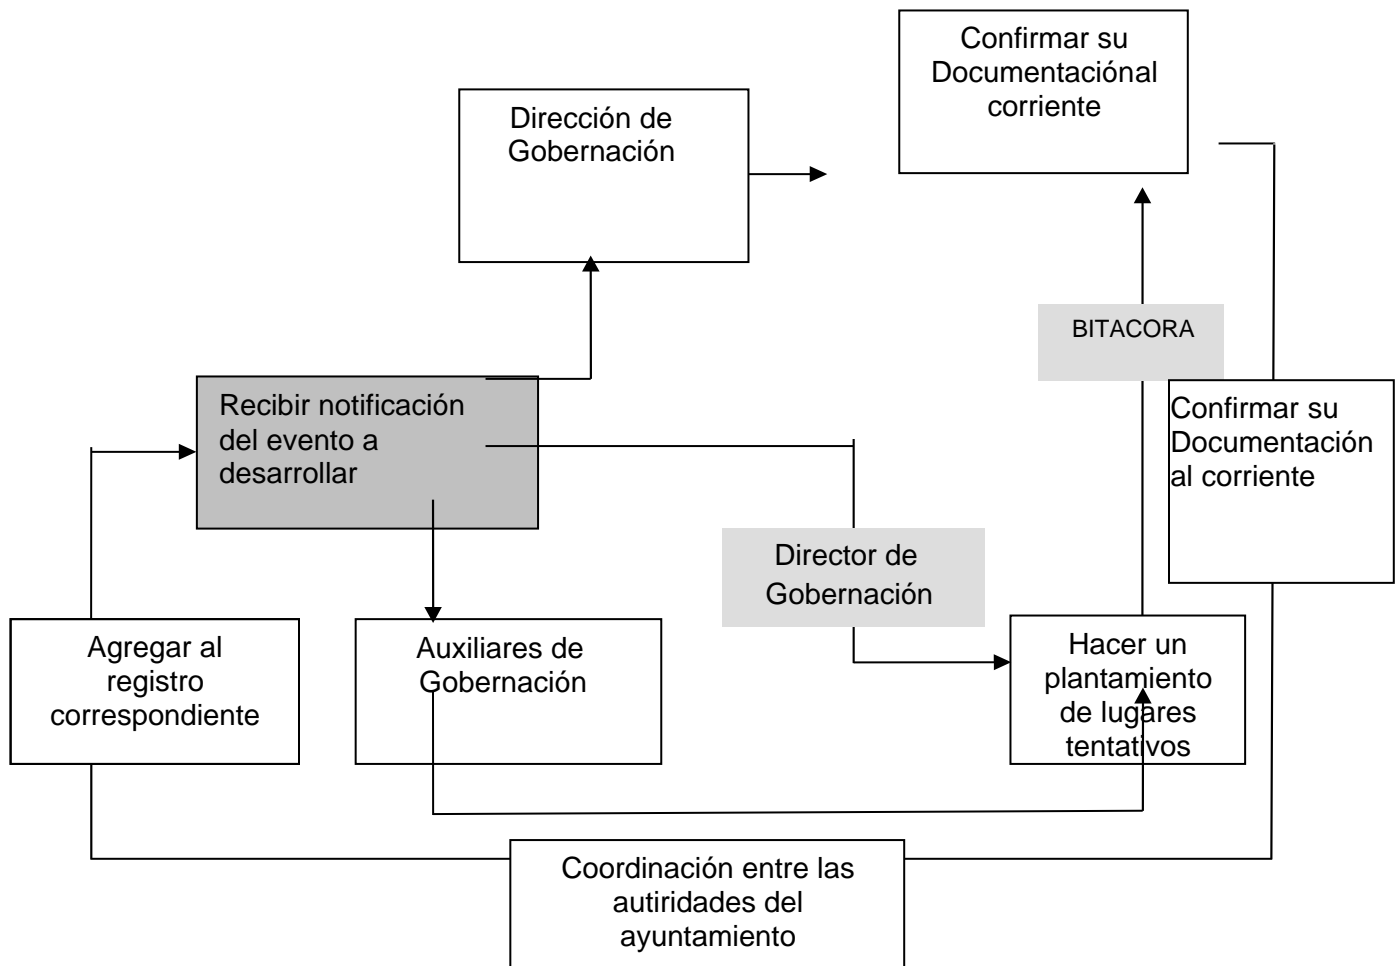 Confirmar su
Documentaciónal
corriente
Dirección de
Gobernación
BITACORA
Recibir notificación
del evento a
desarrollar
Confirmar su
Documentación
al corriente
Director de
Gobernación
Agregar al
registro
correspondiente
Auxiliares de
Gobernación
Hacer un
plantamiento
de lugares
tentativos
Coordinación entre las
autiridades del
ayuntamiento